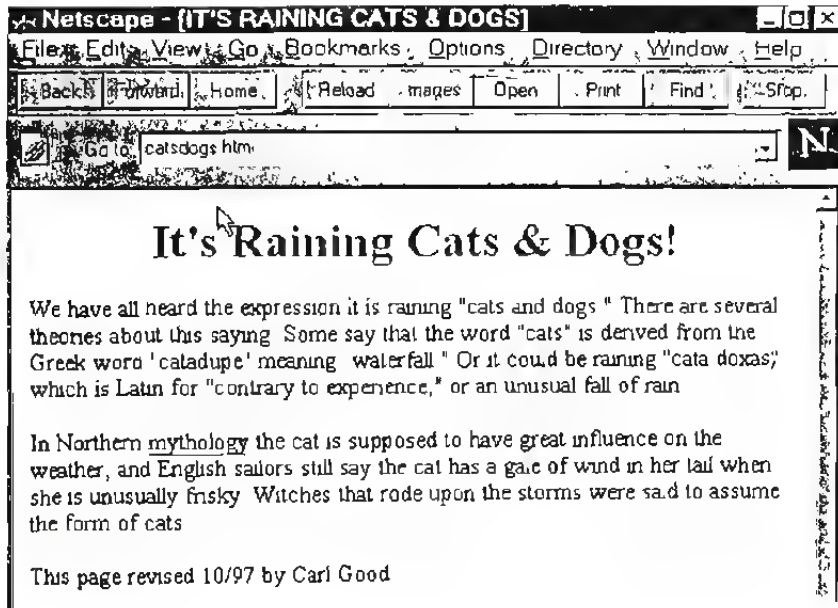 Netscape - [IT'S RAINING CATS & DOGS]
File Edit View Go Bookmarks Options Directory Window Help
Back Forward Home Reload Images Open Print Find Stop
Go to catsdogs.htm
N
It's Raining Cats & Dogs!
We have all heard the expression it is raining "cats and dogs " There are several
theories about this saying Some say that the word "cats" is derived from the
Greek word 'catadupe' meaning waterfall " Or it could be raining "cata doxas,"
which is Latin for "contrary to experience," or an unusual fall of rain
In Northern mythology the cat is supposed to have great influence on the
weather, and English sailors still say the cat has a gale of wind in her tail when
she is unusually frisky Witches that rode upon the storms were said to assume
the form of cats
This page revised 10/97 by Carl Good